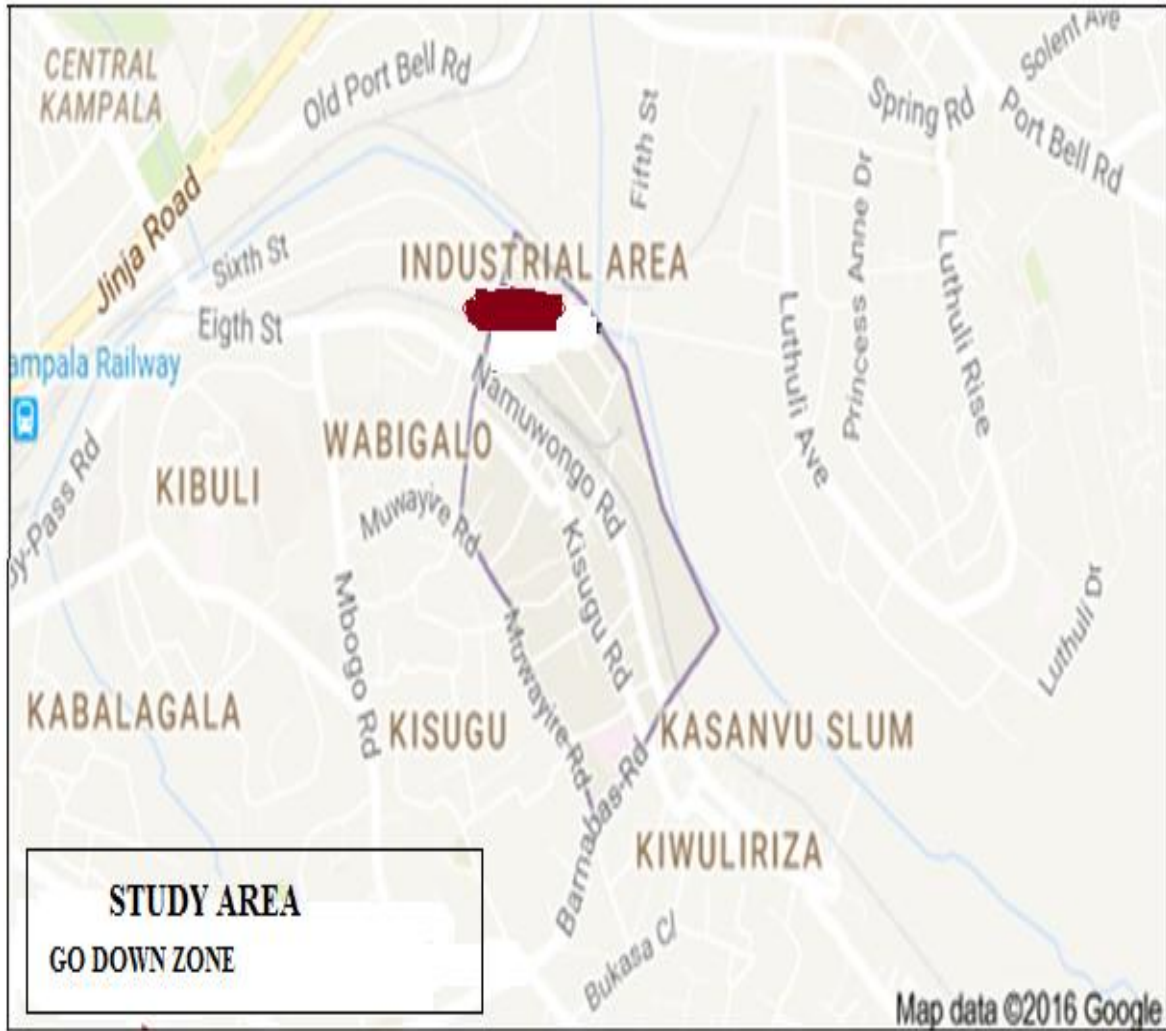 CENTRAL
KAMPALA
Old Port Bell Rd
Solent Ave
Spring Rd
Port Bell Rd
Fifth St
Princess Anne Dr
Jinja Road
Sixth St
INDUSTRIAL AREA
Luthuli Rise
Eigth St
Luthuli Ave
ampala Railway
Namuwongo Rd
WABIGALO
KIBULI
Muwayire Rd
y-Pass Rd
Kisugu Rd
Mbogo Rd
Muwayire Rd
Luthuli Dr
KABALAGALA
KISUGU
KASANVU SLUM
Barnabas Rd
KIWULIRIZA
Bukasa Cl
STUDY AREA
GO DOWN ZONE
Map data ©2016 Google